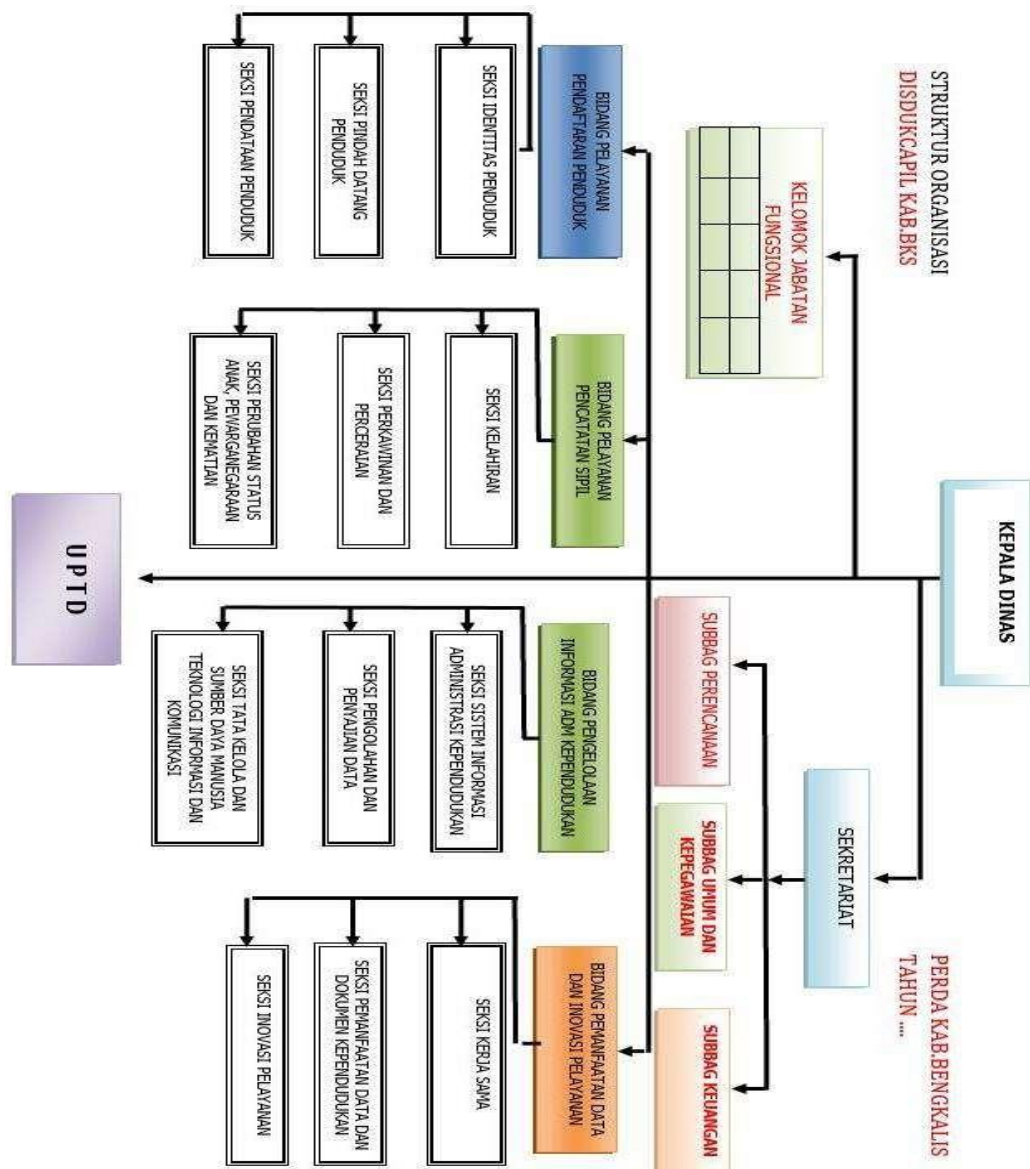 STRUKTUR ORGANISASI
DISDUKCAPIL KAB.BKS
PERDA KAB.BENGKALIS
TAHUN ....
KEPALA DINAS
KELOMOK JABATAN
FUNGSIONAL
SEKRETARIAT
SUBBAG PERENCANAAN
SUBBAG UMUM DAN
KEPEGAWAIAN
SUBBAG KEUANGAN
BIDANG PELAYANAN
PENDAFTARAN PENDUDUK
SEKSI IDENTITAS PENDUDUK
SEKSI PINDAH DATANG
PENDUDUK
SEKSI PENDATAAN PENDUDUK
BIDANG PELAYANAN
PENCATATAN SIPIL
SEKSI KELAHIRAN
SEKSI PERKAWINAN DAN
PERCERAIAN
SEKSI PERUBAHAN STATUS
ANAK, PEWARGANEGARAAN
DAN KEMATIAN
BIDANG PENGELOLAAN
INFORMASI ADM KEPENDUDUKAN
SEKSI SISTEM INFORMASI
ADMINISTRASI KEPENDUDUKAN
SEKSI PENGOLAHAN DAN
PENYAJIAN DATA
SEKSI TATA KELOLA DAN
SUMBER DAYA MANUSIA
TEKNOLOGI INFORMASI DAN
KOMUNIKASI
BIDANG PEMANFAATAN DATA
DAN INOVASI PELAYANAN
SEKSI KERJA SAMA
SEKSI PEMANFAATAN DATA DAN
DOKUMEN KEPENDUDUKAN
SEKSI INOVASI PELAYANAN
U P T D